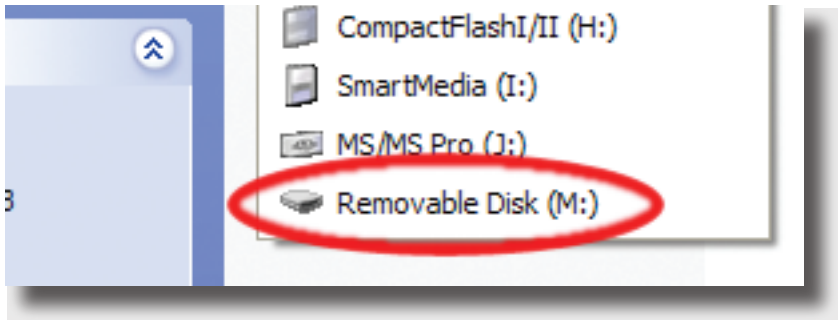 CompactFlashI/II (H:)
SmartMedia (I:)
MS/MS Pro (J:)
Removable Disk (M:)